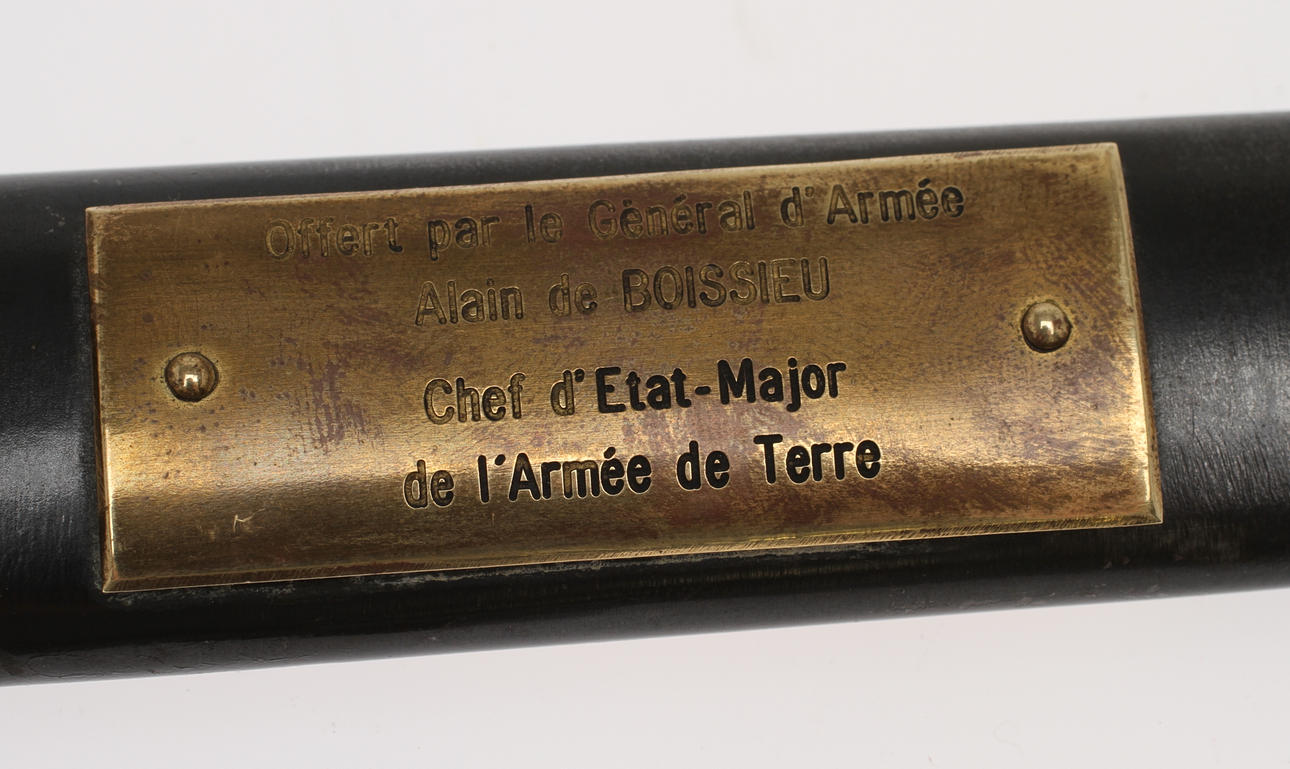 Offert par le Général d'Armée
Alain de BOISSIEU
Chef d'Etat-Major
de l'Armée de Terre